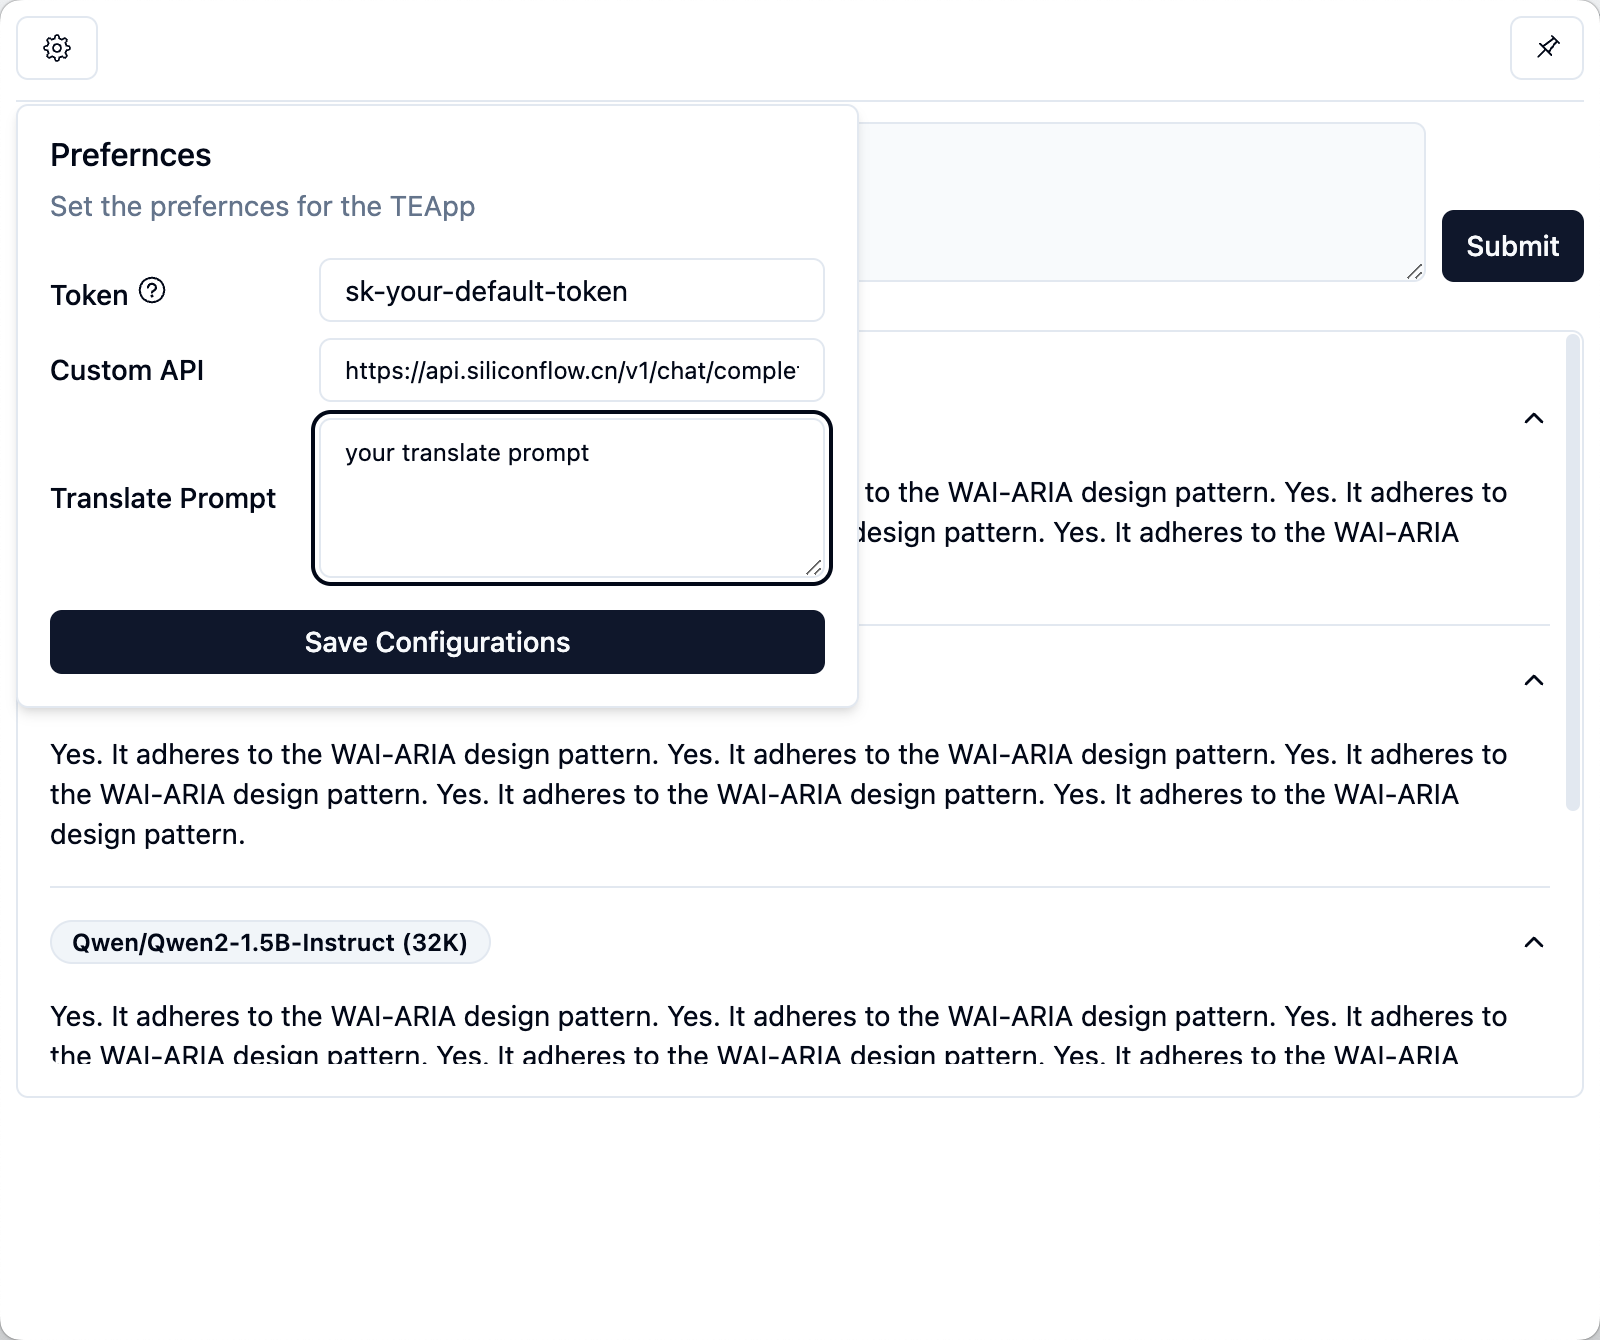 Prefernces
Set the prefernces for the TEApp
Token
sk-your-default-token
Custom API
https://api.siliconflow.cn/v1/chat/complet
Translate Prompt
your translate prompt
Save Configurations
Submit
to the WAI-ARIA design pattern. Yes. It adheres to
design pattern. Yes. It adheres to the WAI-ARIA
Yes. It adheres to the WAI-ARIA design pattern. Yes. It adheres to the WAI-ARIA design pattern. Yes. It adheres to
the WAI-ARIA design pattern. Yes. It adheres to the WAI-ARIA design pattern. Yes. It adheres to the WAI-ARIA
design pattern.
Qwen/Qwen2-1.5B-Instruct (32K)
Yes. It adheres to the WAI-ARIA design pattern. Yes. It adheres to the WAI-ARIA design pattern. Yes. It adheres to
the WAI-ARIA design pattern. Yes. It adheres to the WAI-ARIA design pattern. Yes. It adheres to the WAI-ARIA